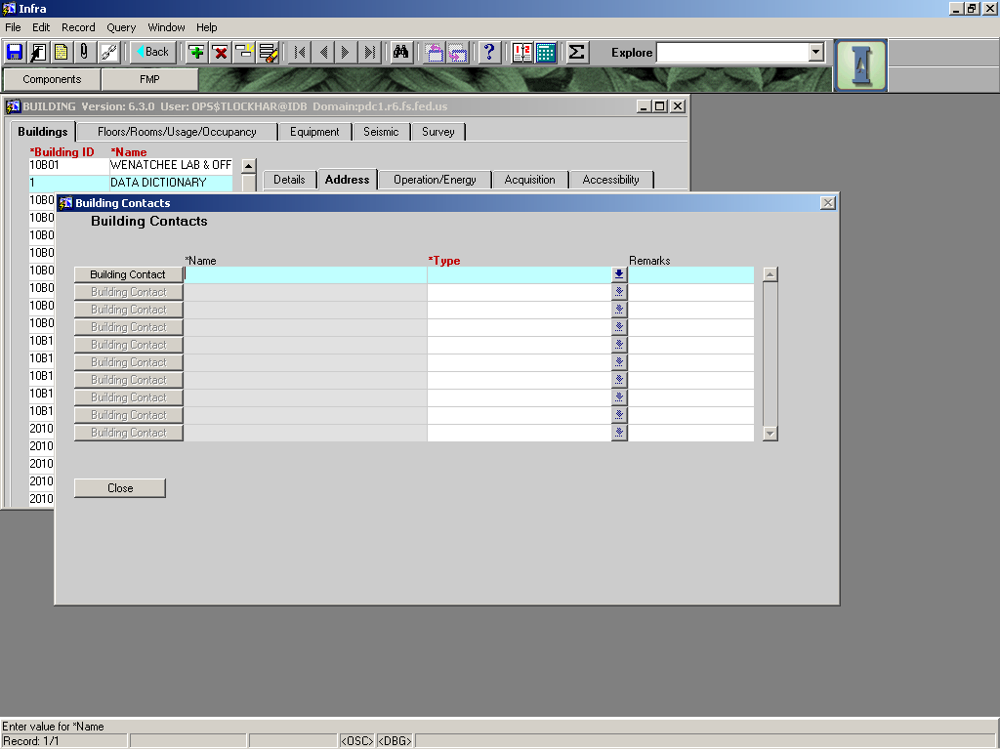 Infra
File Edit Record Query Window Help
Back
Explore
Components FMP
BUILDING Version: 6.3.0 User: OPS$TLOCKHAR@IDB Domain:pdc1.r6.fs.fed.us
Buildings Floors/Rooms/Usage/Occupancy Equipment Seismic Survey
*Building ID *Name
10B01 WENATCHEE LAB & OFF
1 DATA DICTIONARY
Details Address Operation/Energy Acquisition Accessibility
10B0
10B0
10B0
10B0
10B0
10B0
10B0
10B0
10B1
10B1
10B1
10B1
10B1
2010
2010
2010
2010
2010
Building Contacts
Building Contacts
*Name *Type Remarks
Building Contact
Building Contact
Building Contact
Building Contact
Building Contact
Building Contact
Building Contact
Building Contact
Building Contact
Building Contact
Close
Enter value for *Name
Record: 1/1 <OSC> <DBG>